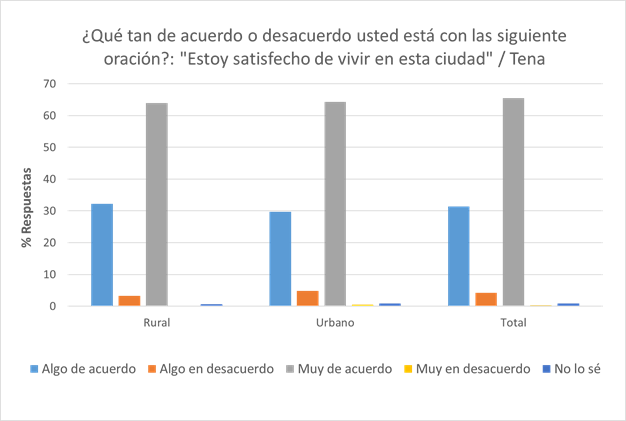 ¿Qué tan de acuerdo o desacuerdo usted está con las siguiente
oración?: "Estoy satisfecho de vivir en esta ciudad" / Tena
% Respuestas
70
60
50
40
30
20
10
0
Rural Urbano Total
Algo de acuerdo Algo en desacuerdo Muy de acuerdo Muy en desacuerdo No lo sé